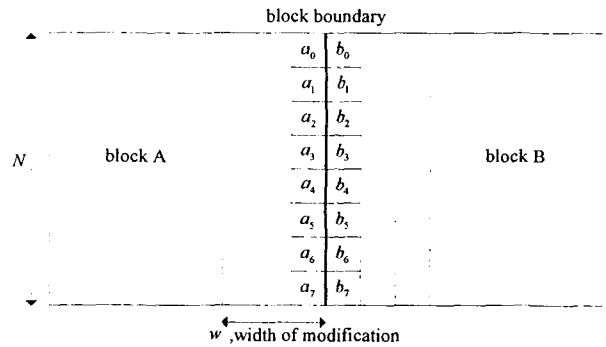 block boundary
a₀ b₀
a₁ b₁
a₂ b₂
block A a₃ b₃ block B
N
a₄ b₄
a₅ b₅
a₆ b₆
a₇ b₇
w ,width of modification